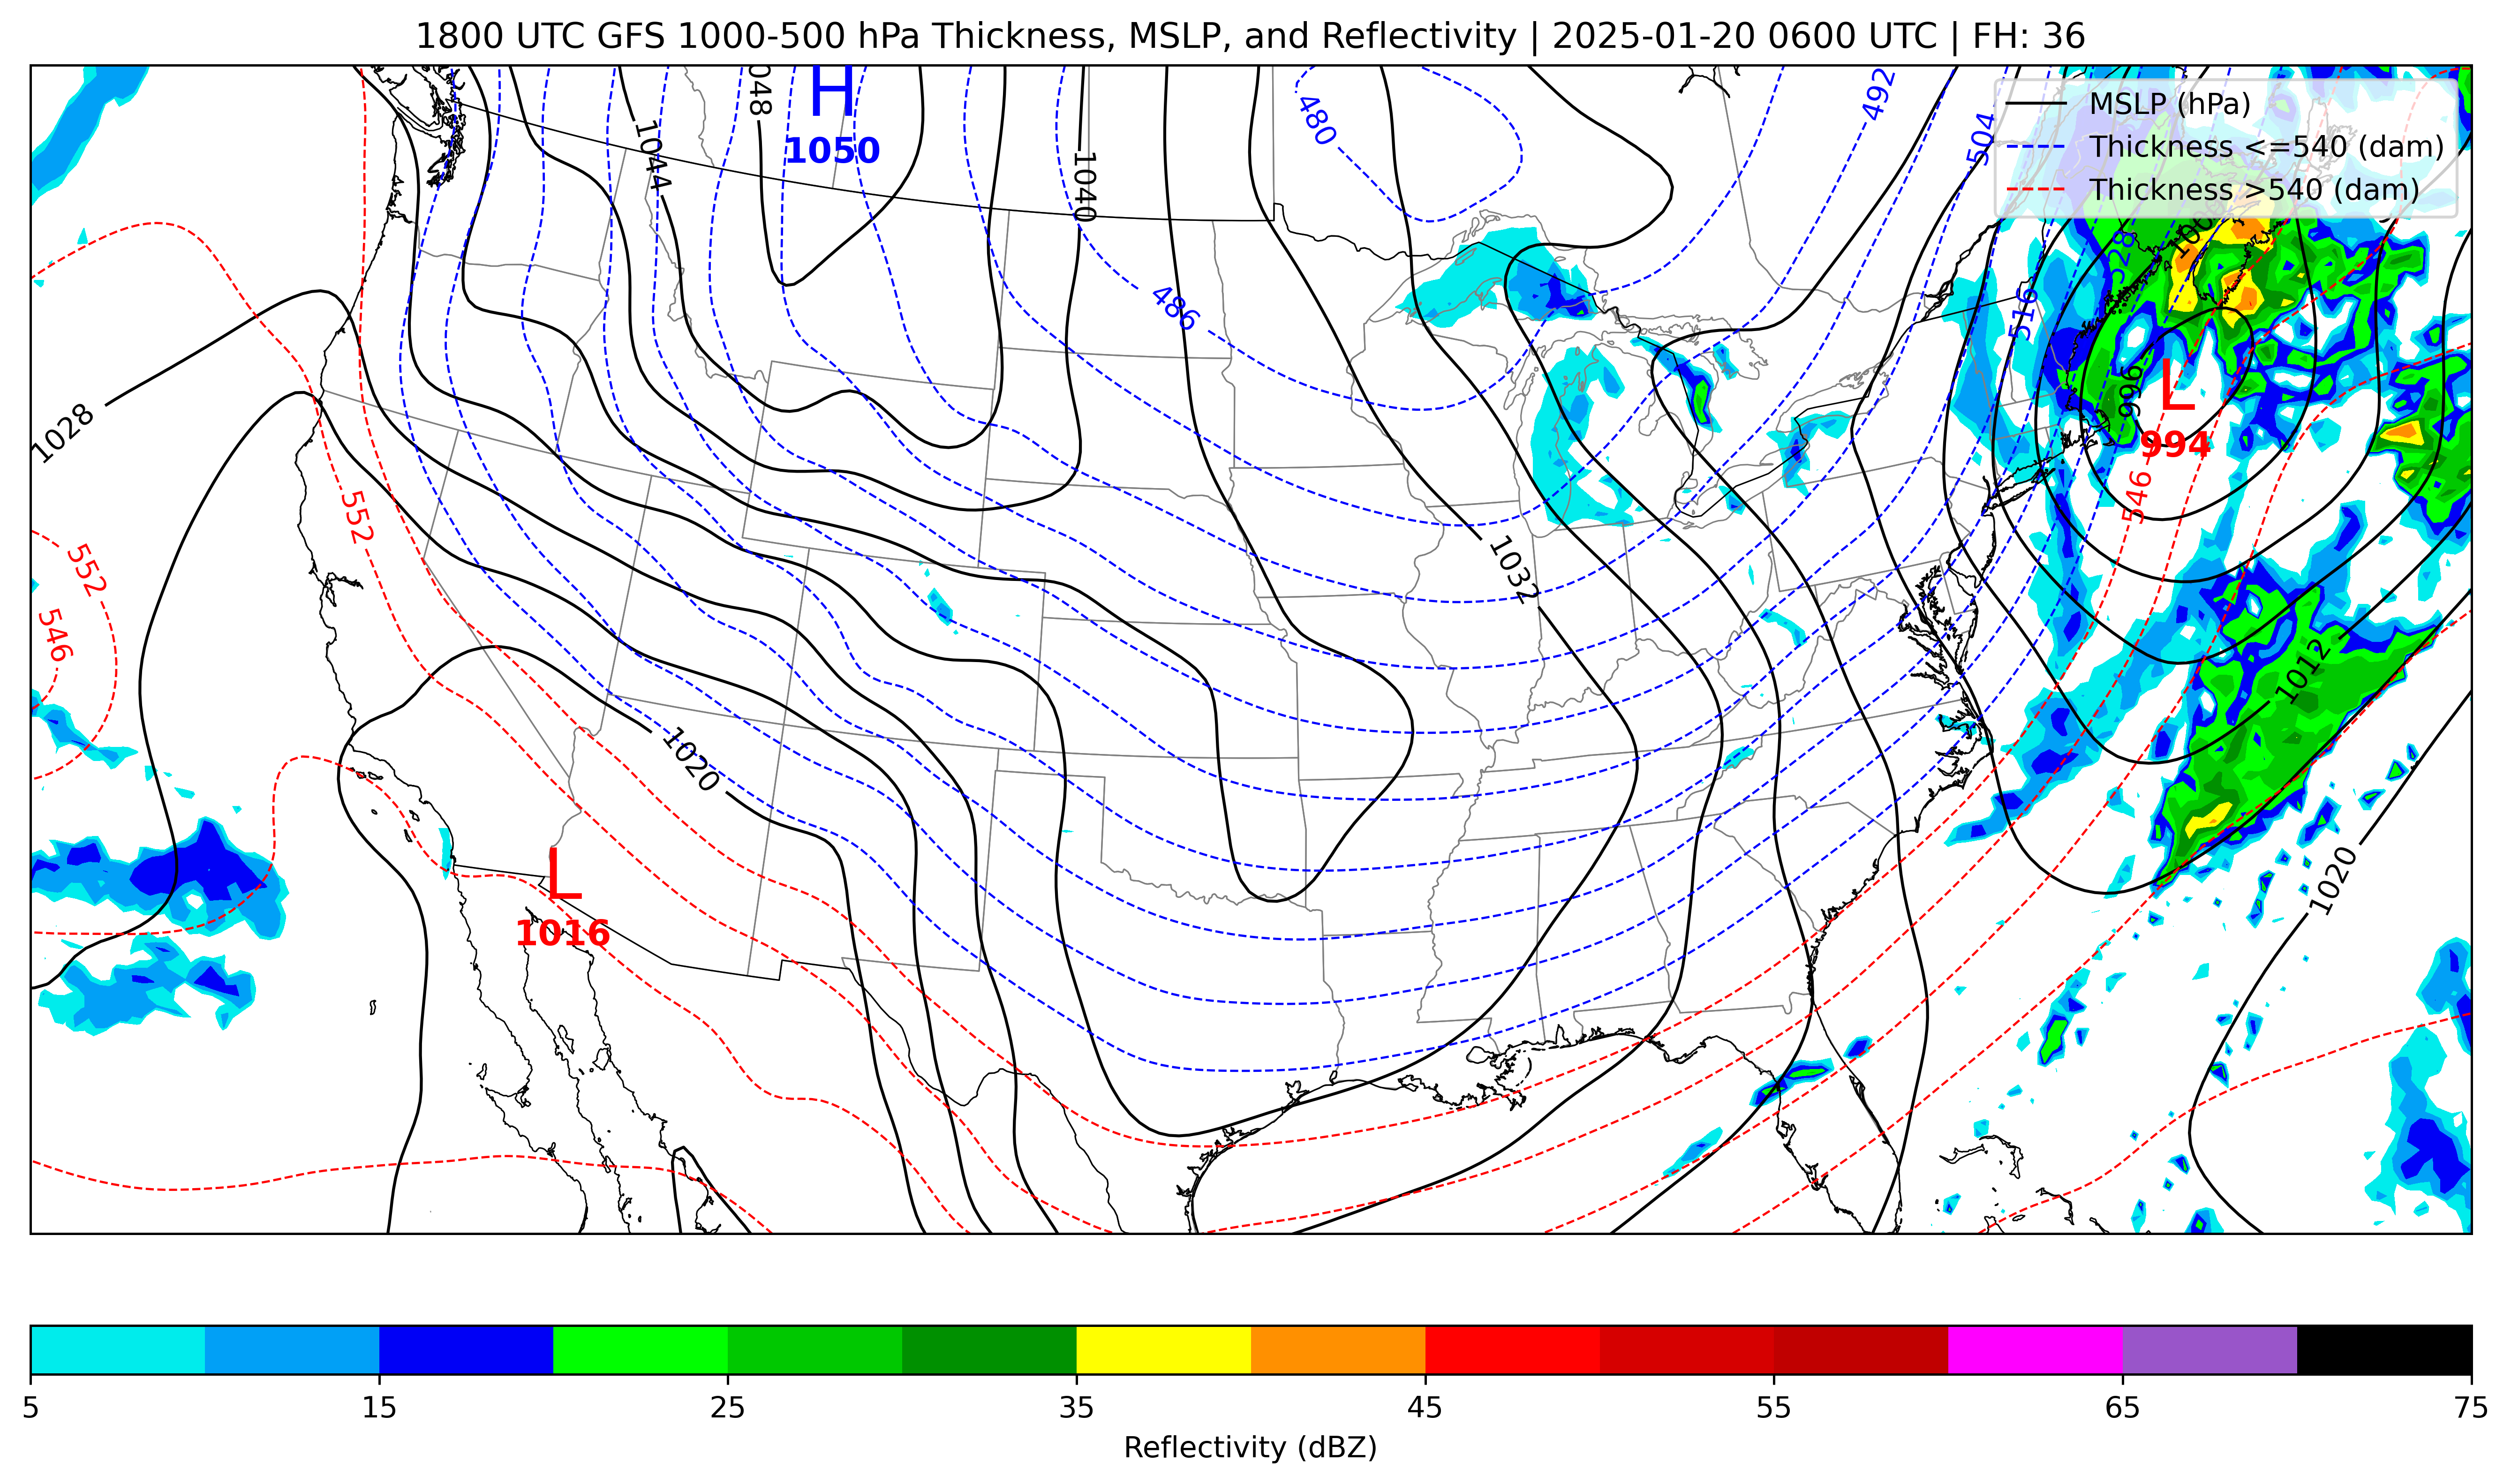 1800 UTC GFS 1000-500 hPa Thickness, MSLP, and Reflectivity | 2025-01-20 0600 UTC | FH: 36
MSLP (hPa)
Thickness <=540 (dam)
Thickness >540 (dam)
H
1050
1048
1044
1040
480
492
504
486
528
516
1028
996
L
994
552
546
552
546
1032
1012
1020
1020
L
1016
5 15 25 35 45 55 65 75
Reflectivity (dBZ)